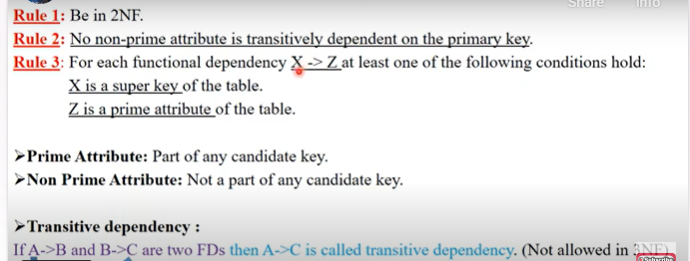 Share Info
Rule 1: Be in 2NF.
Rule 2: No non-prime attribute is transitively dependent on the primary key.
Rule 3: For each functional dependency X -> Z at least one of the following conditions hold:
X is a super key of the table.
Z is a prime attribute of the table.
➢Prime Attribute: Part of any candidate key.
➢Non Prime Attribute: Not a part of any candidate key.
➢Transitive dependency :
If A->B and B->C are two FDs then A->C is called transitive dependency. (Not allowed in 3NF)
Subscribe